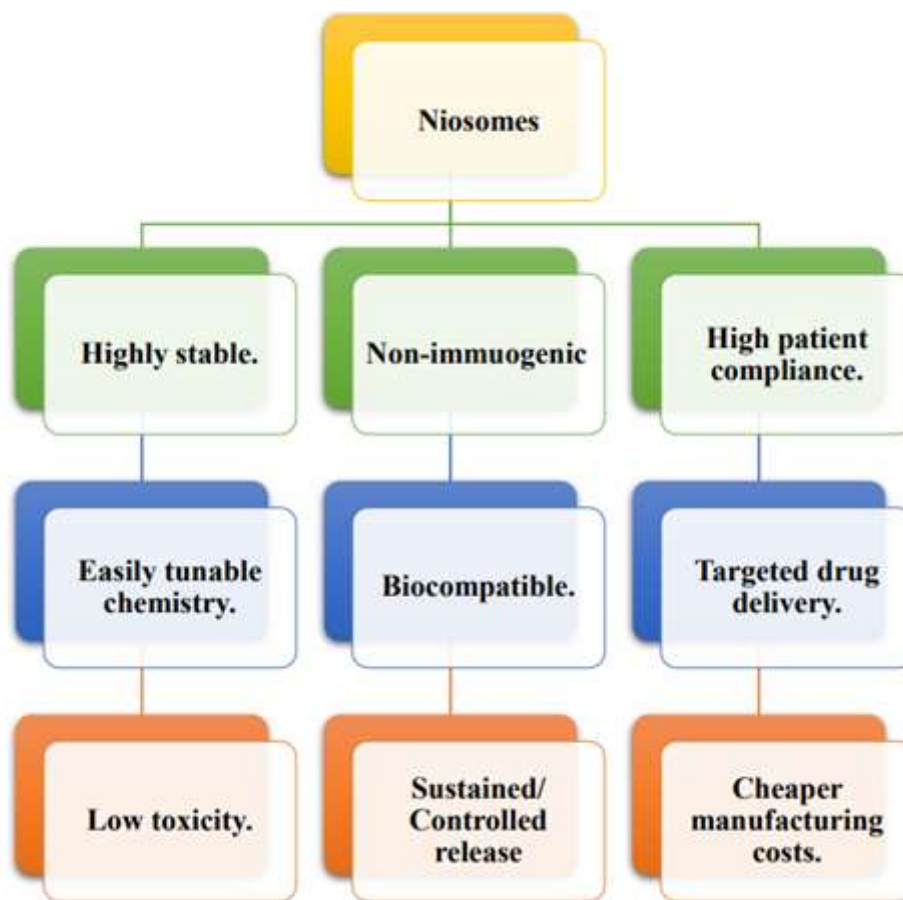 Niosomes
Highly stable.
Non-immuogenic
High patient
compliance.
Easily tunable
chemistry.
Biocompatible.
Targeted drug
delivery.
Low toxicity.
Sustained/
Controlled
release
Cheaper
manufacturing
costs.